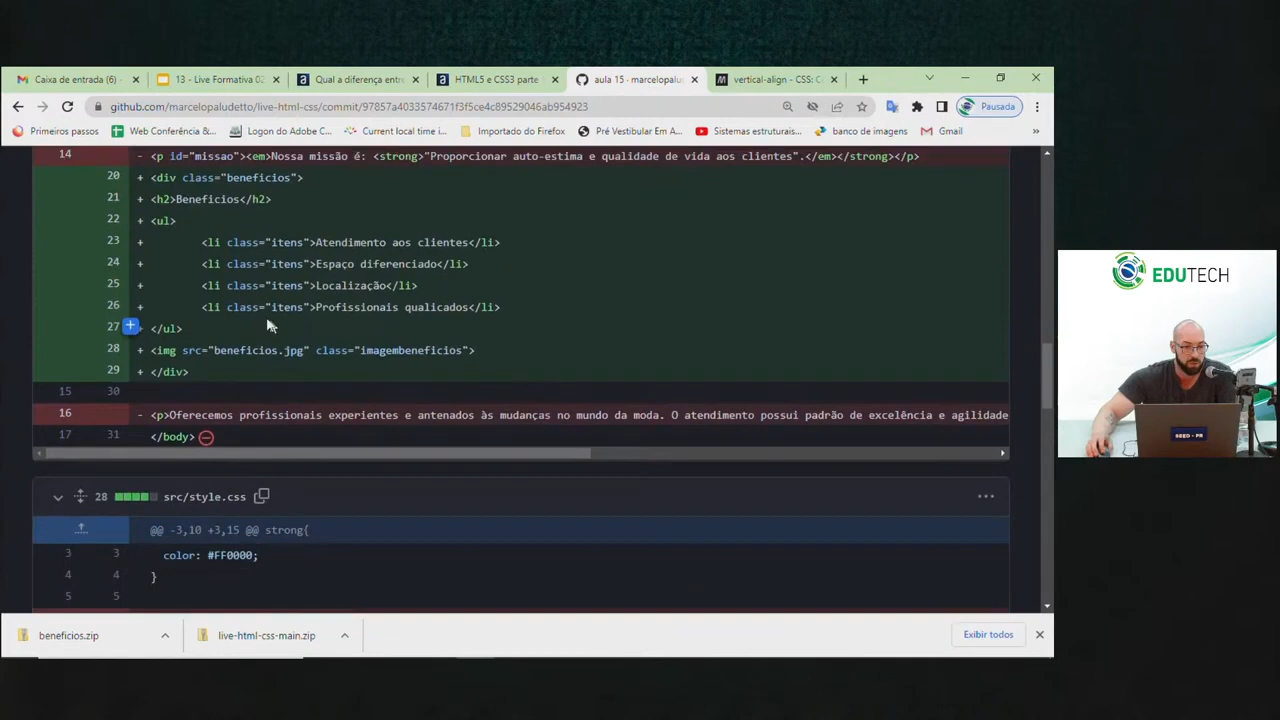 Caixa de entrada (6) -
13 - Live Formativa 02
Qual a diferença entre
HTML5 e CSS3 parte
aula 15 · marcelopalud
vertical-align - CSS: C
github.com/marcelopaludetto/live-html-css/commit/97857a4033574671f3f5ce4c89529046ab954923
Pausada
Primeiros passos
Web Conferência &...
Logon do Adobe C...
Current local time i...
Importado do Firefox
Pré Vestibular Em A...
Sistemas estruturais...
banco de imagens
Gmail
»
14 - <p id="missao"><em>Nossa missão é: <strong>"Proporcionar auto-estima e qualidade de vida aos clientes".</em></strong></p>
20 + <div class="beneficios">
21 + <h2>Beneficios</h2>
22 + <ul>
23 + <li class="itens">Atendimento aos clientes</li>
24 + <li class="itens">Espaço diferenciado</li>
25 + <li class="itens">Localização</li>
26 + <li class="itens">Profissionais qualicados</li>
27 </ul>
28 + <img src="beneficios.jpg" class="imagembeneficios">
29 + </div>
15 30
16 - <p>Oferecemos profissionais experientes e antenados às mudanças no mundo da moda. O atendimento possui padrão de excelência e agilidade
17 31 </body>
28 src/style.css
@@ -3,10 +3,15 @@ strong{
3 3 color: #FF0000;
4 4 }
5 5
beneficios.zip
live-html-css-main.zip
Exibir todos
EDUTECH
SEED - PR